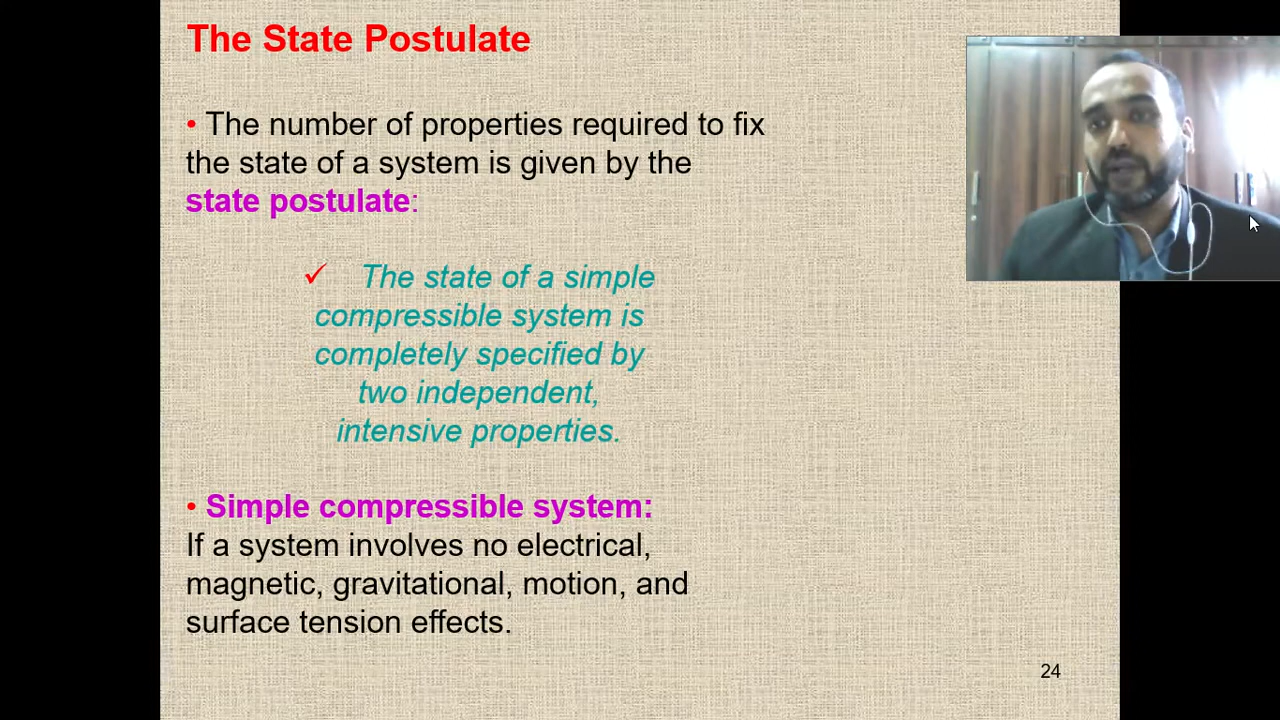 The State Postulate
• The number of properties required to fix
the state of a system is given by the
state postulate:
✓ The state of a simple
compressible system is
completely specified by
two independent,
intensive properties.
• Simple compressible system:
If a system involves no electrical,
magnetic, gravitational, motion, and
surface tension effects.
24